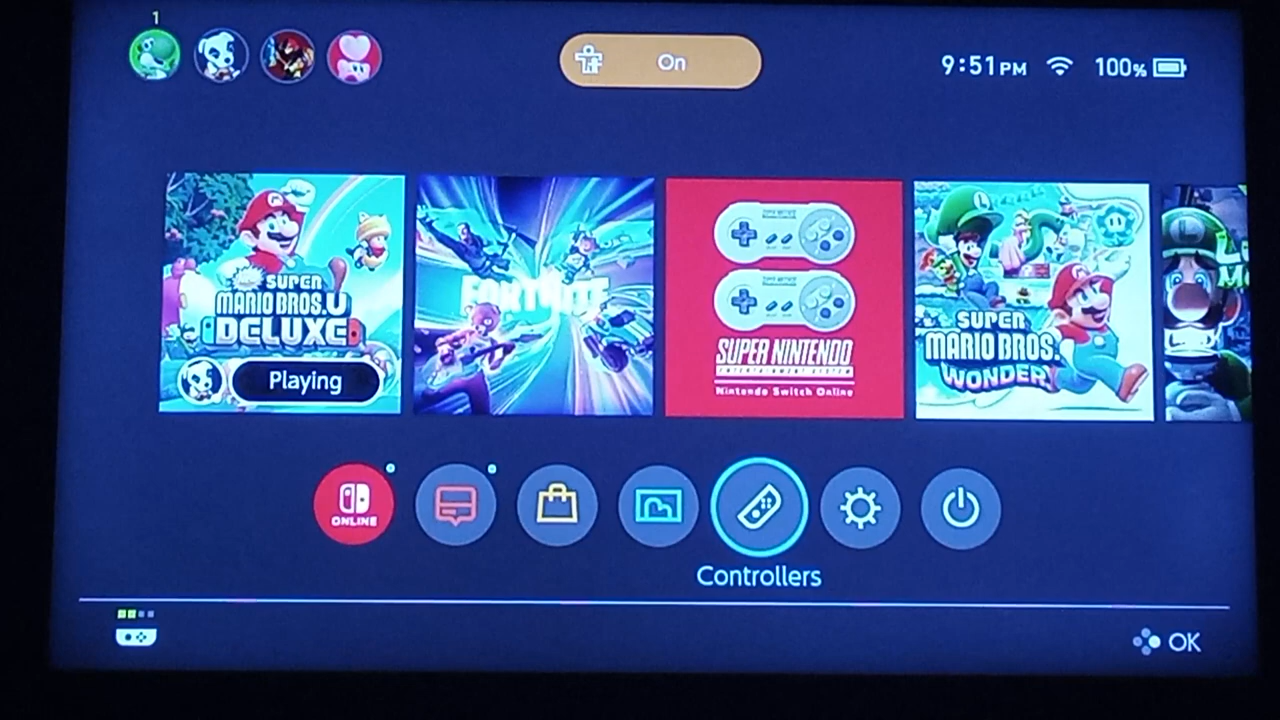 1
On
9:51 PM
100%
NEW
SUPER
MARIO BROS. U
DELUXE
Playing
FORTNITE
SUPER NINTENDO
ENTERTAINMENT SYSTEM
Nintendo Switch Online
SUPER
MARIO BROS.
WONDER
L
ONLINE
Controllers
OK